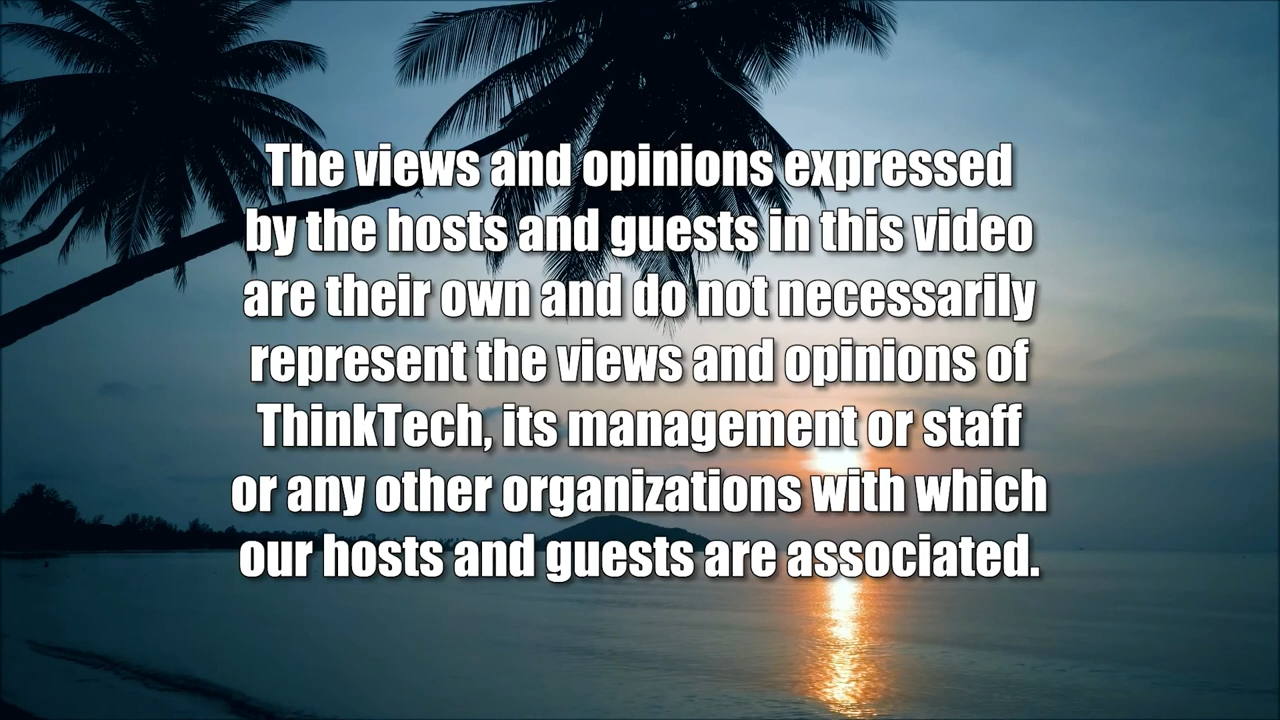 The views and opinions expressed
by the hosts and guests in this video
are their own and do not necessarily
represent the views and opinions of
ThinkTech, its management or staff
or any other organizations with which
our hosts and guests are associated.